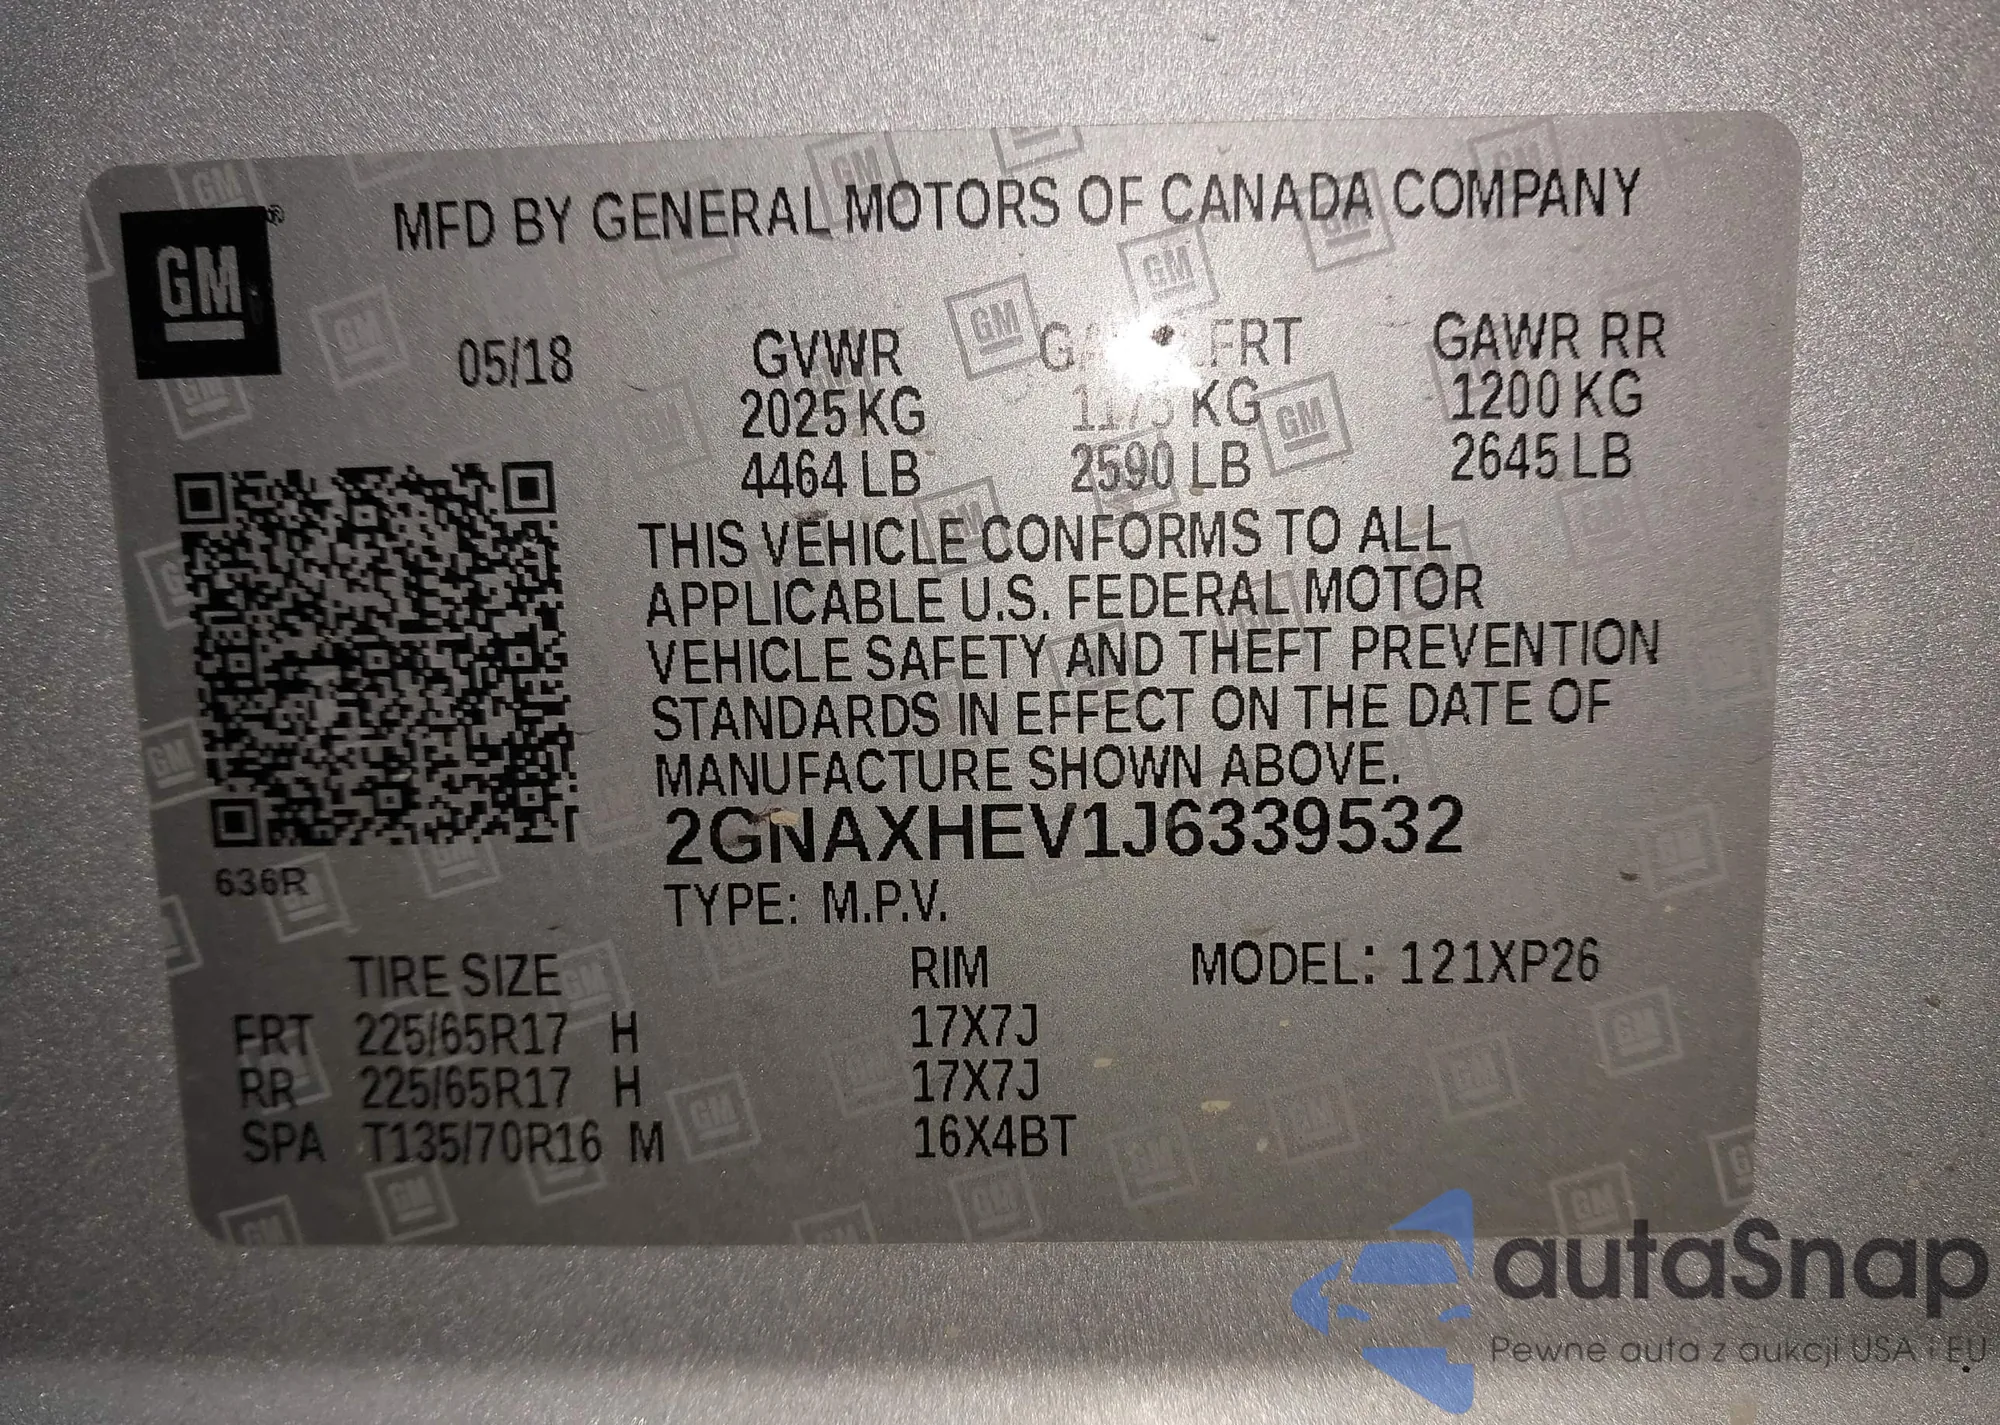 MFD BY GENERAL MOTORS OF CANADA COMPANY
GM
05/18 GVWR FRT GAWR RR
2025 KG 1175 KG 1200 KG
4464 LB 2590 LB 2645 LB
THIS VEHICLE CONFORMS TO ALL
APPLICABLE U.S. FEDERAL MOTOR
VEHICLE SAFETY AND THEFT PREVENTION
STANDARDS IN EFFECT ON THE DATE OF
MANUFACTURE SHOWN ABOVE.
2GNAXHEV1J6339532
636R
TYPE: M.P.V.
TIRE SIZE RIM MODEL: 121XP26
FRT 225/65R17 H 17X7J
RR 225/65R17 H 17X7J
SPA T135/70R16 M 16X4BT
autaSnap
Pewne auta z aukcji USA i EU